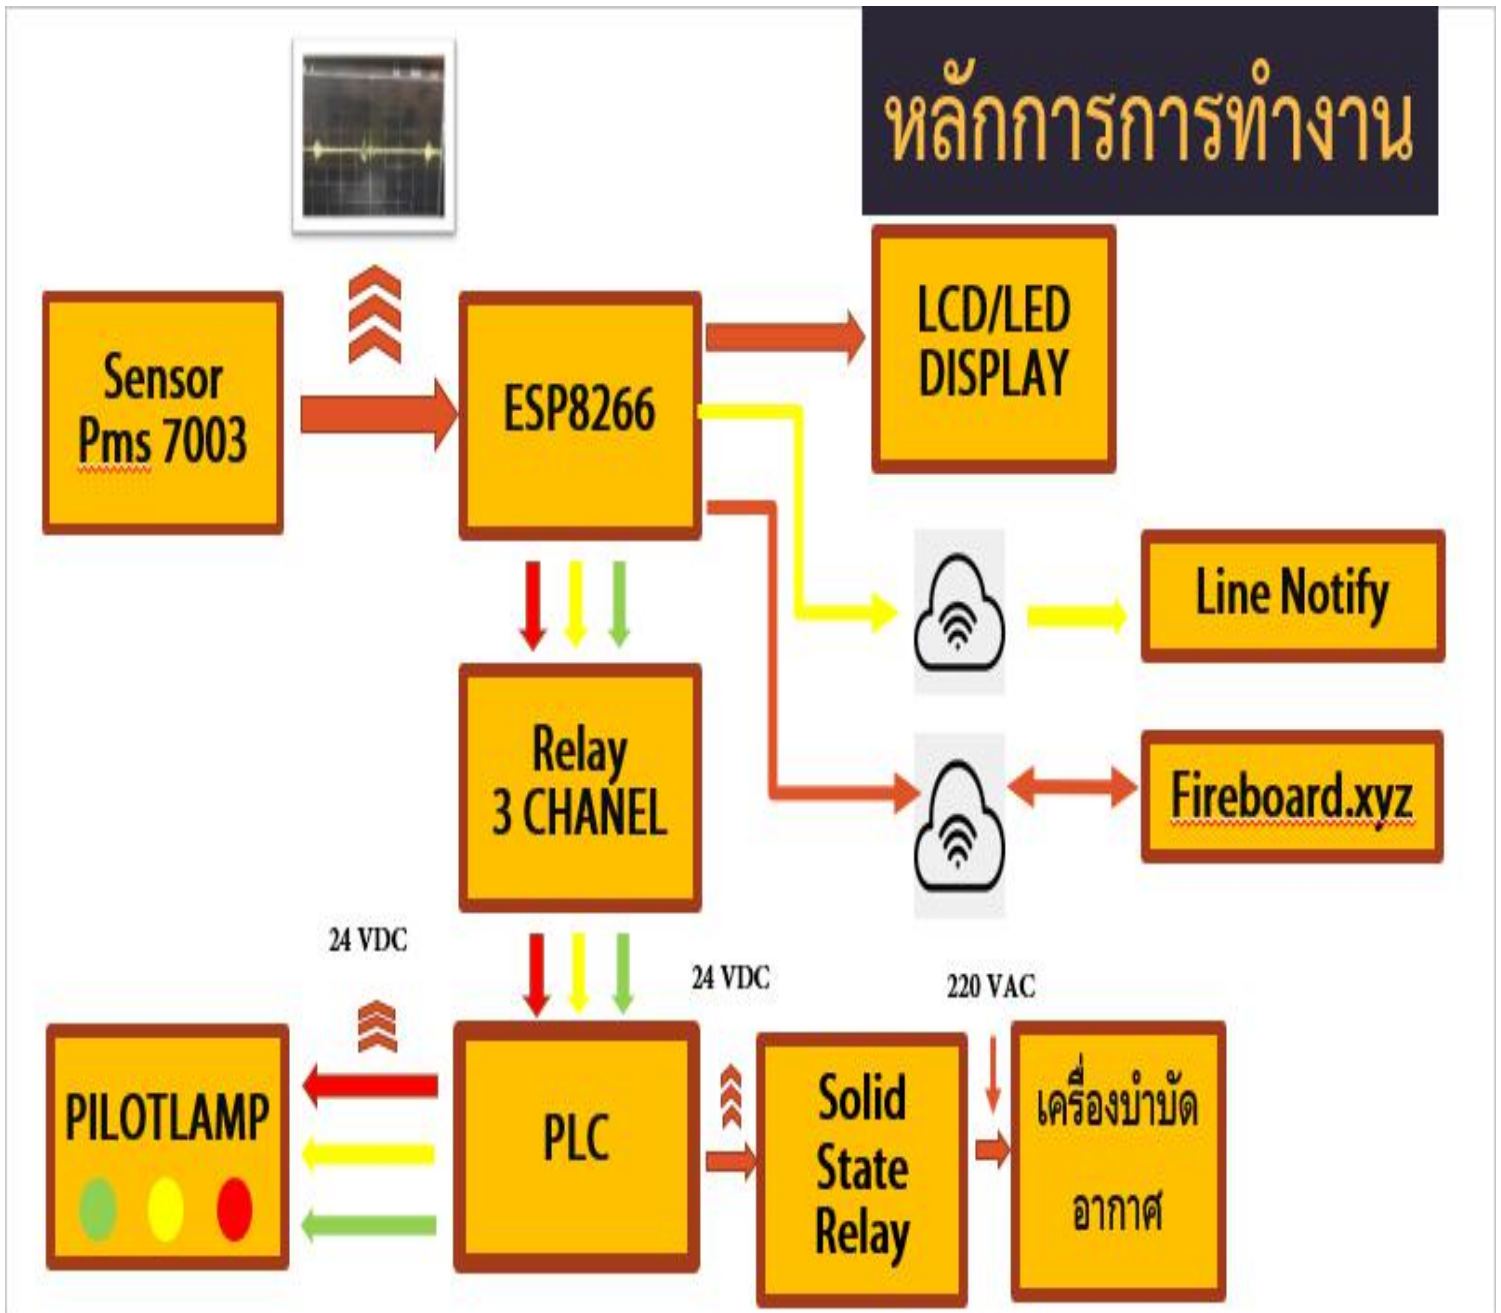 หลักการการทำงาน
Sensor
Pms 7003
ESP8266
LCD/LED
DISPLAY
Line Notify
Relay
3 CHANEL
Fireboard.xyz
24 VDC
24 VDC
220 VAC
PILOTLAMP
PLC
Solid
State
Relay
เครื่องบำบัด
อากาศ